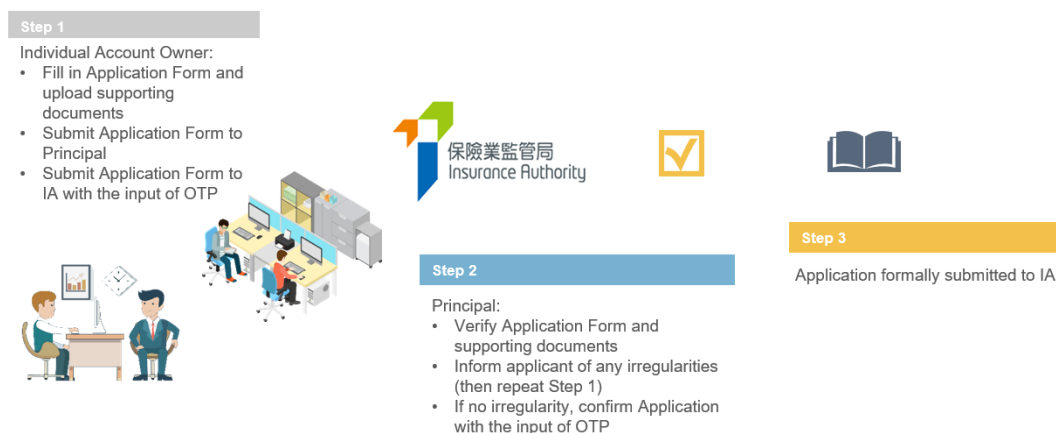 Step 1
Individual Account Owner:
• Fill in Application Form and
upload supporting
documents
• Submit Application Form to
Principal
• Submit Application Form to
IA with the input of OTP
保險業監管局
Insurance Authority
Step 2
Principal:
• Verify Application Form and
supporting documents
• Inform applicant of any irregularities
(then repeat Step 1)
• If no irregularity, confirm Application
with the input of OTP
Step 3
Application formally submitted to IA